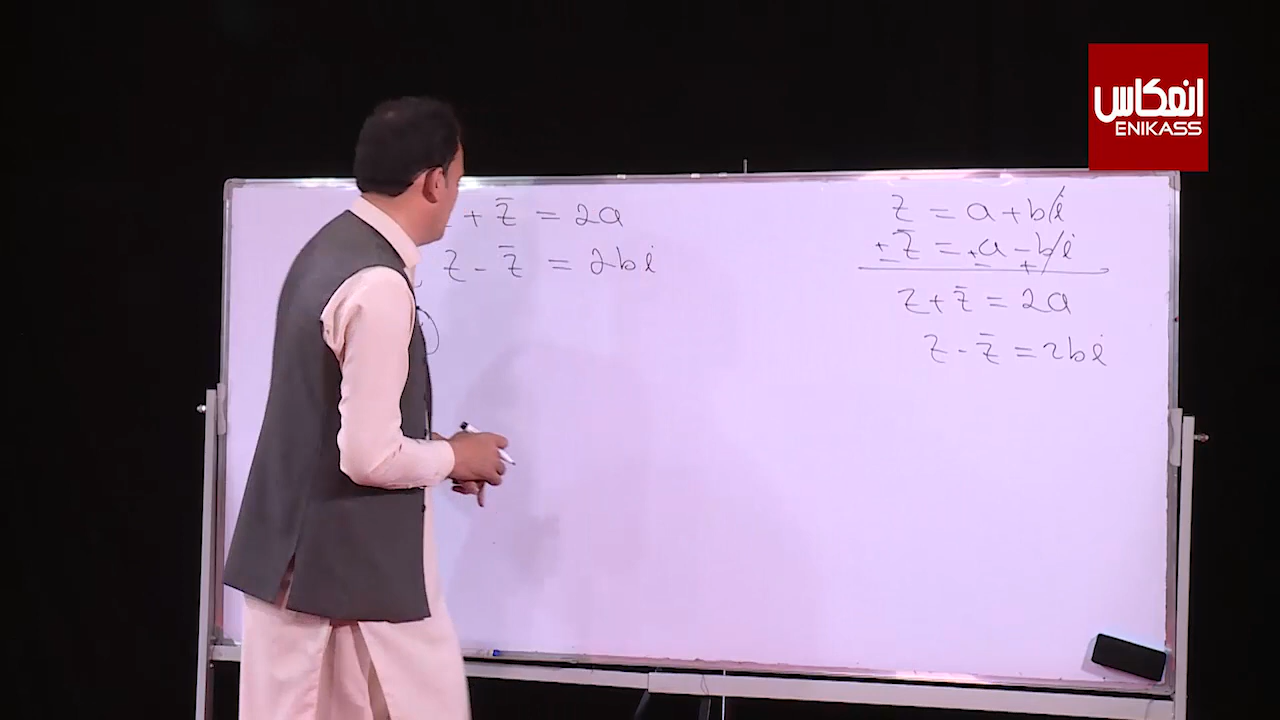 انعکاس
ENIKASS
+ z̄ = 2a
z - z̄ = 2bi
z = a + bi
± z̄ = ± a - bi
+
z + z̄ = 2a
z - z̄ = 2bi